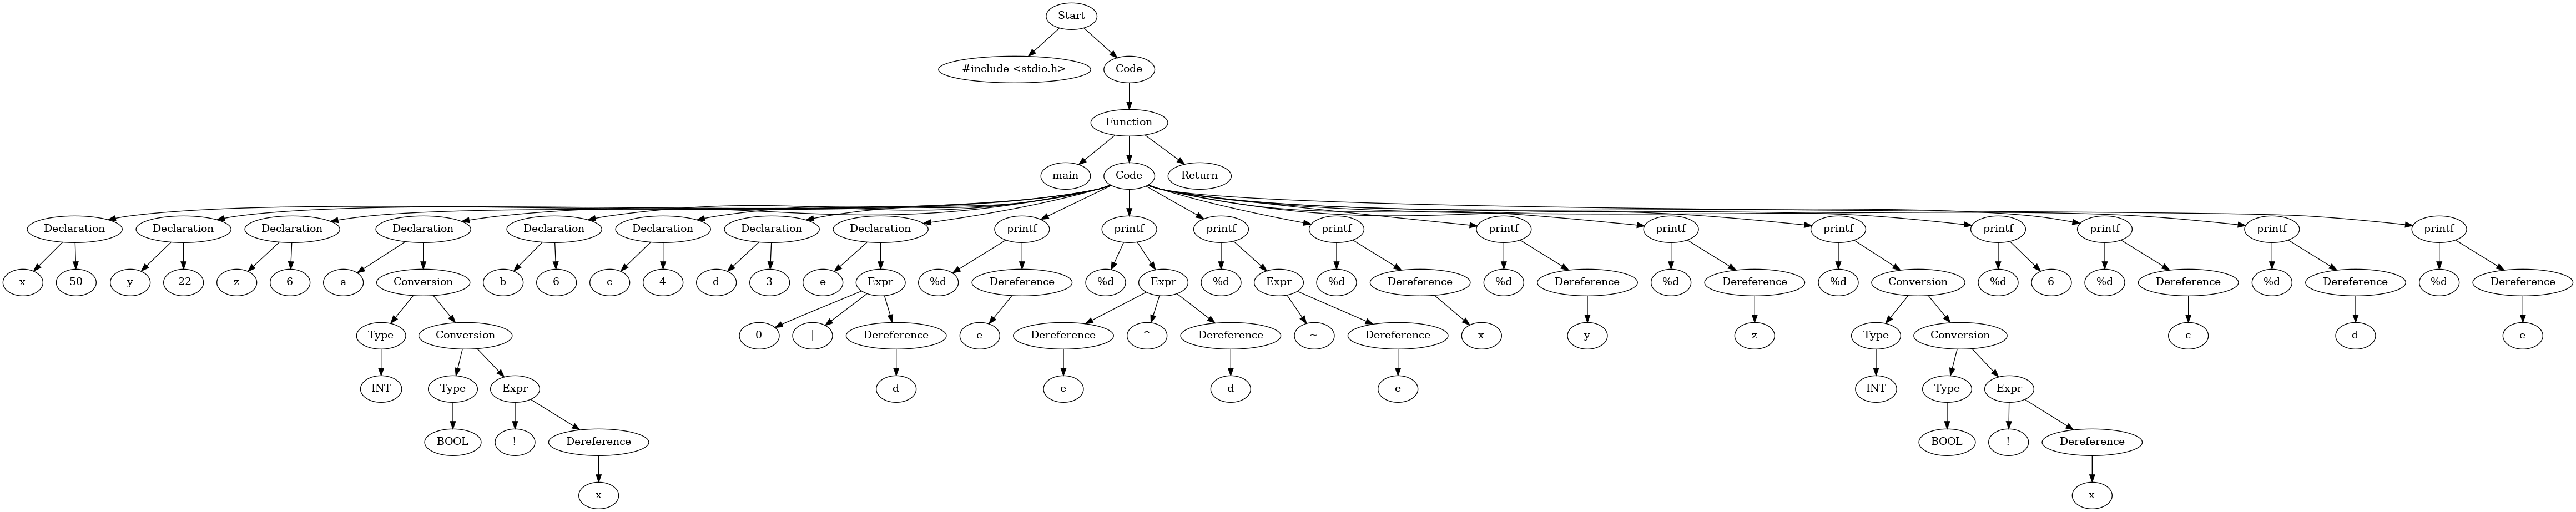 Start
#include <stdio.h> Code
Function
main Code Return
Declaration Declaration Declaration Declaration Declaration Declaration Declaration Declaration printf printf printf printf printf printf printf printf printf printf printf
x 50 y -22 z 6 a Conversion b 6 c 4 d 3 e Expr %d Dereference %d Expr %d Expr %d Dereference %d Dereference %d Dereference %d Conversion %d 6 %d Dereference %d Dereference %d Dereference
Type Conversion 0 | Dereference e Dereference ^ Dereference ~ Dereference x y z Type Conversion c d e
INT Type Expr d e d e INT Type Expr
BOOL ! Dereference BOOL ! Dereference
x x